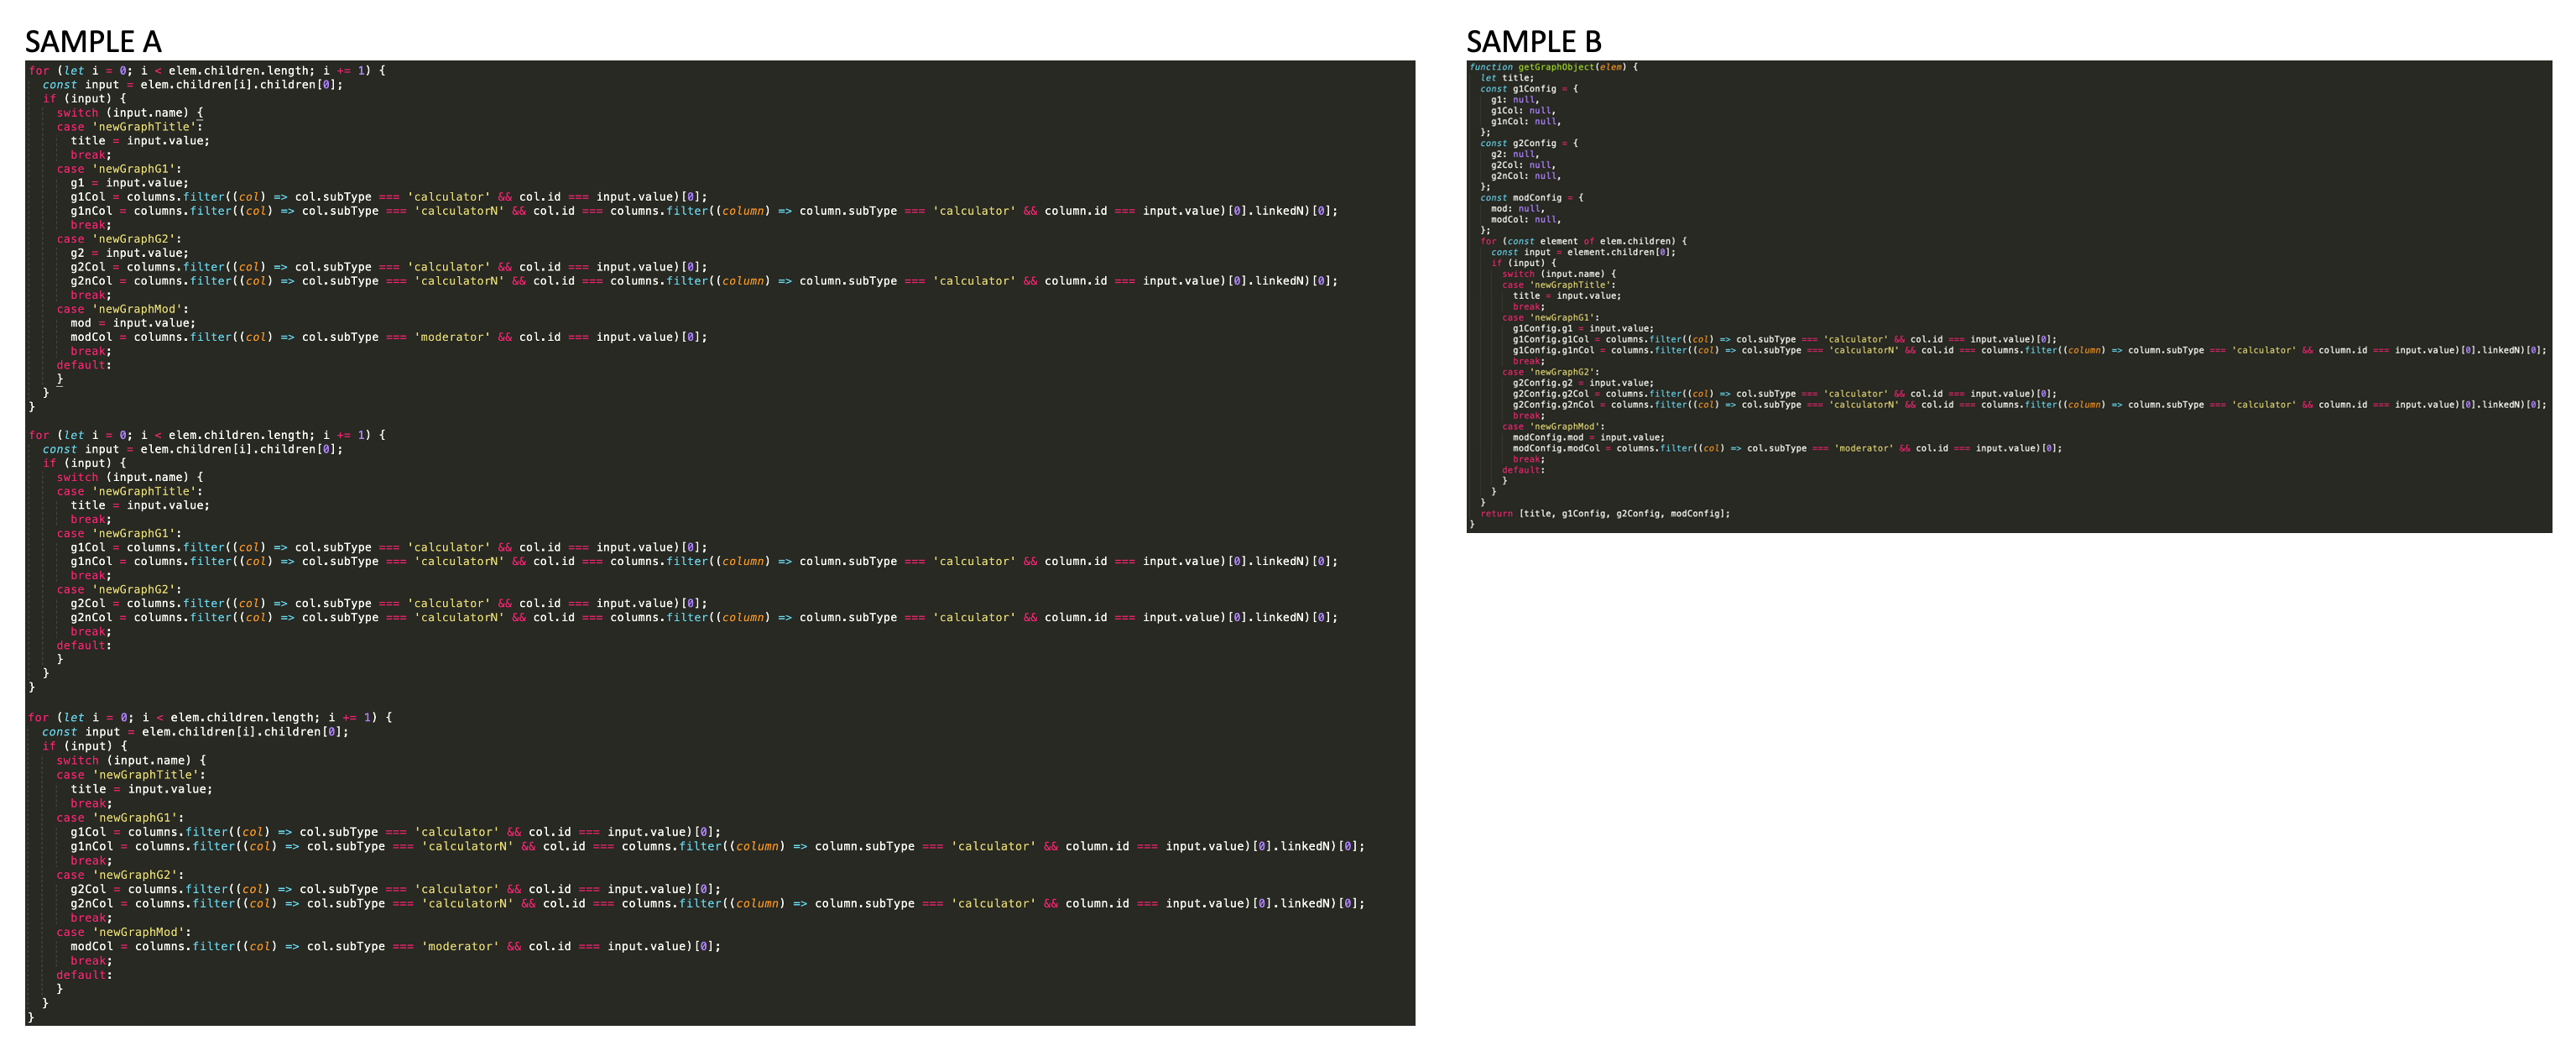 SAMPLE A
for (let i = 0; i < elem.children.length; i += 1) {
  const input = elem.children[i].children[0];
  if (input) {
    switch (input.name) {
    case 'newGraphTitle':
      title = input.value;
      break;
    case 'newGraphG1':
      g1 = input.value;
      g1Col = columns.filter((col) => col.subType === 'calculator' && col.id === input.value)[0];
      g1nCol = columns.filter((col) => col.subType === 'calculatorN' && col.id === columns.filter((column) => column.subType === 'calculator' && column.id === input.value)[0].linkedN)[0];
      break;
    case 'newGraphG2':
      g2 = input.value;
      g2Col = columns.filter((col) => col.subType === 'calculator' && col.id === input.value)[0];
      g2nCol = columns.filter((col) => col.subType === 'calculatorN' && col.id === columns.filter((column) => column.subType === 'calculator' && column.id === input.value)[0].linkedN)[0];
      break;
    case 'newGraphMod':
      mod = input.value;
      modCol = columns.filter((col) => col.subType === 'moderator' && col.id === input.value)[0];
      break;
    default:
    }
  }
}
for (let i = 0; i < elem.children.length; i += 1) {
  const input = elem.children[i].children[0];
  if (input) {
    switch (input.name) {
    case 'newGraphTitle':
      title = input.value;
      break;
    case 'newGraphG1':
      g1Col = columns.filter((col) => col.subType === 'calculator' && col.id === input.value)[0];
      g1nCol = columns.filter((col) => col.subType === 'calculatorN' && col.id === columns.filter((column) => column.subType === 'calculator' && column.id === input.value)[0].linkedN)[0];
      break;
    case 'newGraphG2':
      g2Col = columns.filter((col) => col.subType === 'calculator' && col.id === input.value)[0];
      g2nCol = columns.filter((col) => col.subType === 'calculatorN' && col.id === columns.filter((column) => column.subType === 'calculator' && column.id === input.value)[0].linkedN)[0];
      break;
    default:
    }
  }
}
for (let i = 0; i < elem.children.length; i += 1) {
  const input = elem.children[i].children[0];
  if (input) {
    switch (input.name) {
    case 'newGraphTitle':
      title = input.value;
      break;
    case 'newGraphG1':
      g1Col = columns.filter((col) => col.subType === 'calculator' && col.id === input.value)[0];
      g1nCol = columns.filter((col) => col.subType === 'calculatorN' && col.id === columns.filter((column) => column.subType === 'calculator' && column.id === input.value)[0].linkedN)[0];
      break;
    case 'newGraphG2':
      g2Col = columns.filter((col) => col.subType === 'calculator' && col.id === input.value)[0];
      g2nCol = columns.filter((col) => col.subType === 'calculatorN' && col.id === columns.filter((column) => column.subType === 'calculator' && column.id === input.value)[0].linkedN)[0];
      break;
    case 'newGraphMod':
      modCol = columns.filter((col) => col.subType === 'moderator' && col.id === input.value)[0];
      break;
    default:
    }
  }
}
SAMPLE B
function getGraphObject(elem) {
  let title;
  const g1Config = {
    g1: null,
    g1Col: null,
    g1nCol: null,
  };
  const g2Config = {
    g2: null,
    g2Col: null,
    g2nCol: null,
  };
  const modConfig = {
    mod: null,
    modCol: null,
  };
  for (const element of elem.children) {
    const input = element.children[0];
    if (input) {
      switch (input.name) {
      case 'newGraphTitle':
        title = input.value;
        break;
      case 'newGraphG1':
        g1Config.g1 = input.value;
        g1Config.g1Col = columns.filter((col) => col.subType === 'calculator' && col.id === input.value)[0];
        g1Config.g1nCol = columns.filter((col) => col.subType === 'calculatorN' && col.id === columns.filter((column) => column.subType === 'calculator' && column.id === input.value)[0].linkedN)[0];
        break;
      case 'newGraphG2':
        g2Config.g2 = input.value;
        g2Config.g2Col = columns.filter((col) => col.subType === 'calculator' && col.id === input.value)[0];
        g2Config.g2nCol = columns.filter((col) => col.subType === 'calculatorN' && col.id === columns.filter((column) => column.subType === 'calculator' && column.id === input.value)[0].linkedN)[0];
        break;
      case 'newGraphMod':
        modConfig.mod = input.value;
        modConfig.modCol = columns.filter((col) => col.subType === 'moderator' && col.id === input.value)[0];
        break;
      default:
      }
    }
  }
  return [title, g1Config, g2Config, modConfig];
}